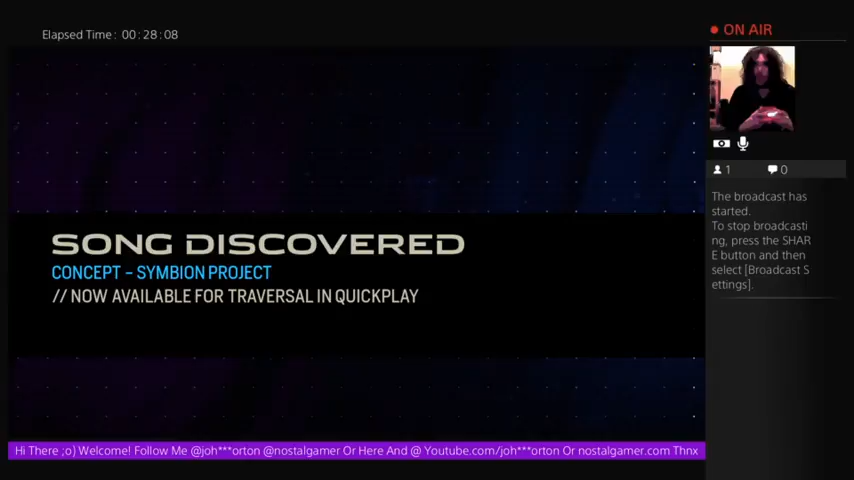 Elapsed Time: 00:28:08
ON AIR
1
0
SONG DISCOVERED
CONCEPT - SYMBION PROJECT
// NOW AVAILABLE FOR TRAVERSAL IN QUICKPLAY
The broadcast has
started.
To stop broadcasti
ng, press the SHAR
E button and then
select [Broadcast S
ettings].
Hi There ;o) Welcome! Follow Me @joh***orton @nostalgamer Or Here And @ Youtube.com/joh***orton Or nostalgamer.com Thnx